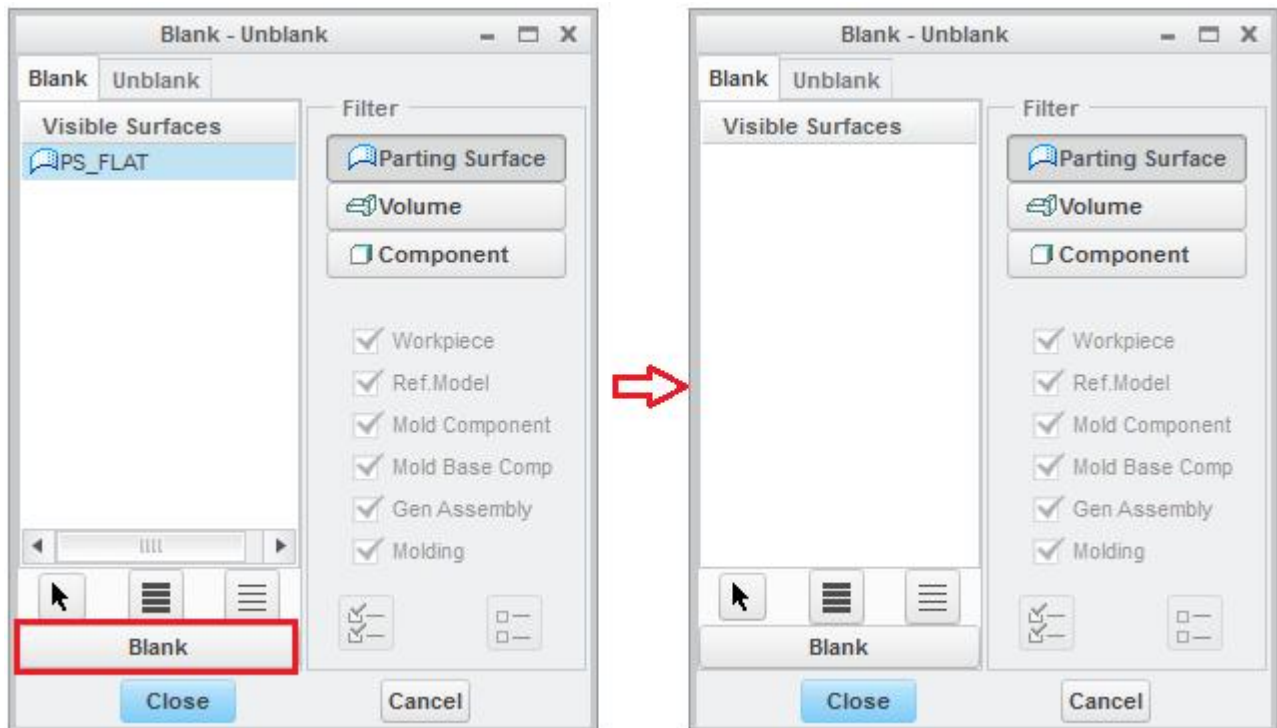 Blank - Unblank
Blank Unblank
Visible Surfaces
PS_FLAT
Filter
Parting Surface
Volume
Component
Workpiece
Ref.Model
Mold Component
Mold Base Comp
Gen Assembly
Molding
Blank
Close Cancel
Blank - Unblank
Blank Unblank
Visible Surfaces
Filter
Parting Surface
Volume
Component
Workpiece
Ref.Model
Mold Component
Mold Base Comp
Gen Assembly
Molding
Blank
Close Cancel